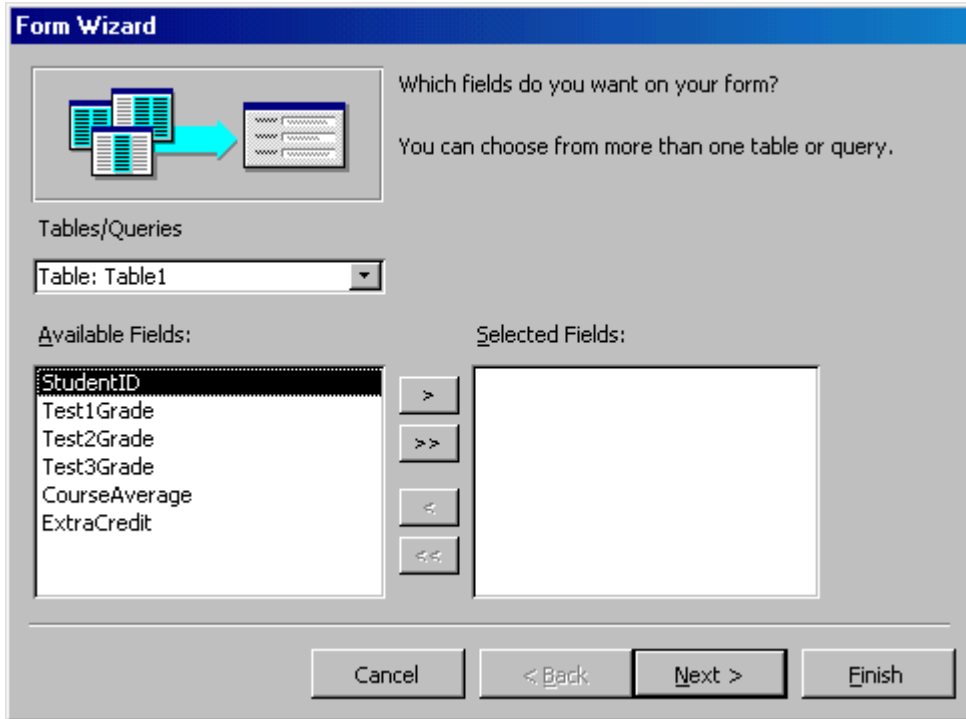 Form Wizard
Which fields do you want on your form?
You can choose from more than one table or query.
Tables/Queries
Table: Table1
Available Fields:
Selected Fields:
StudentID
Test1Grade
Test2Grade
Test3Grade
CourseAverage
ExtraCredit
>
>>
<
<<
Cancel
< Back
Next >
Finish